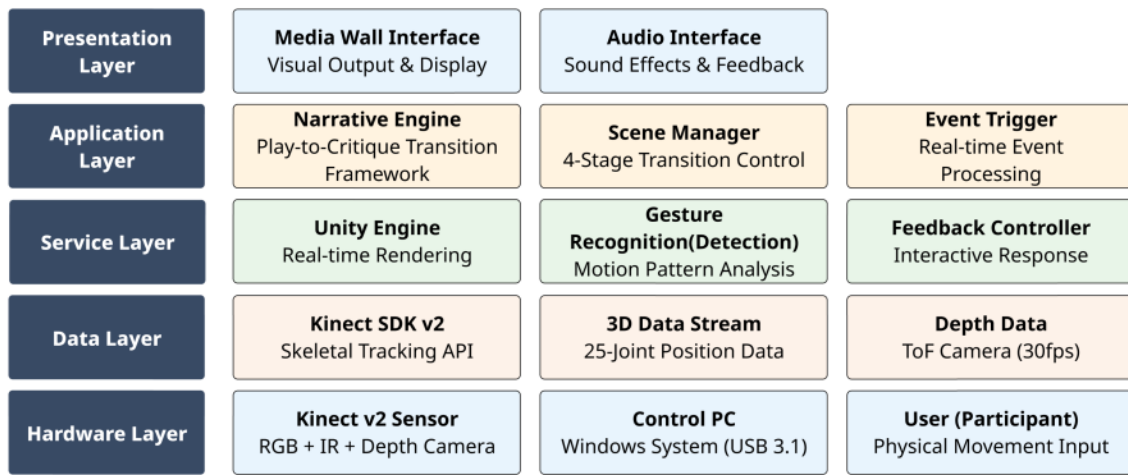 Presentation
Layer
Media Wall Interface
Visual Output & Display
Audio Interface
Sound Effects & Feedback
Application
Layer
Narrative Engine
Play-to-Critique Transition
Framework
Scene Manager
4-Stage Transition Control
Event Trigger
Real-time Event
Processing
Service Layer
Unity Engine
Real-time Rendering
Gesture
Recognition(Detection)
Motion Pattern Analysis
Feedback Controller
Interactive Response
Data Layer
Kinect SDK v2
Skeletal Tracking API
3D Data Stream
25-Joint Position Data
Depth Data
ToF Camera (30fps)
Hardware Layer
Kinect v2 Sensor
RGB + IR + Depth Camera
Control PC
Windows System (USB 3.1)
User (Participant)
Physical Movement Input